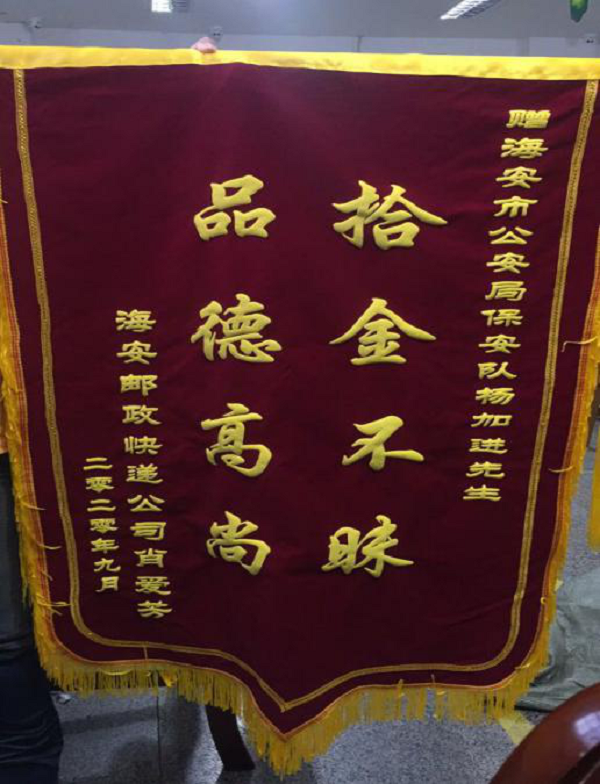 赠海安市公安局保安队杨加进先生
拾金不昧
品德高尚
海安邮政快递公司肖爱芳
二零二零年九月